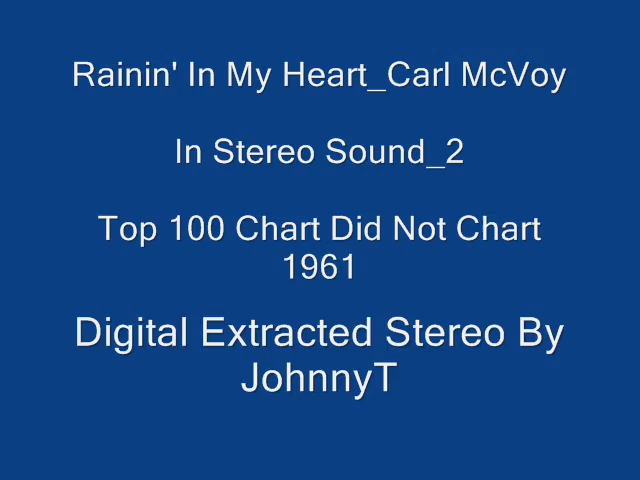 Rainin' In My Heart_Carl McVoy
In Stereo Sound_2
Top 100 Chart Did Not Chart
1961
Digital Extracted Stereo By
JohnnyT